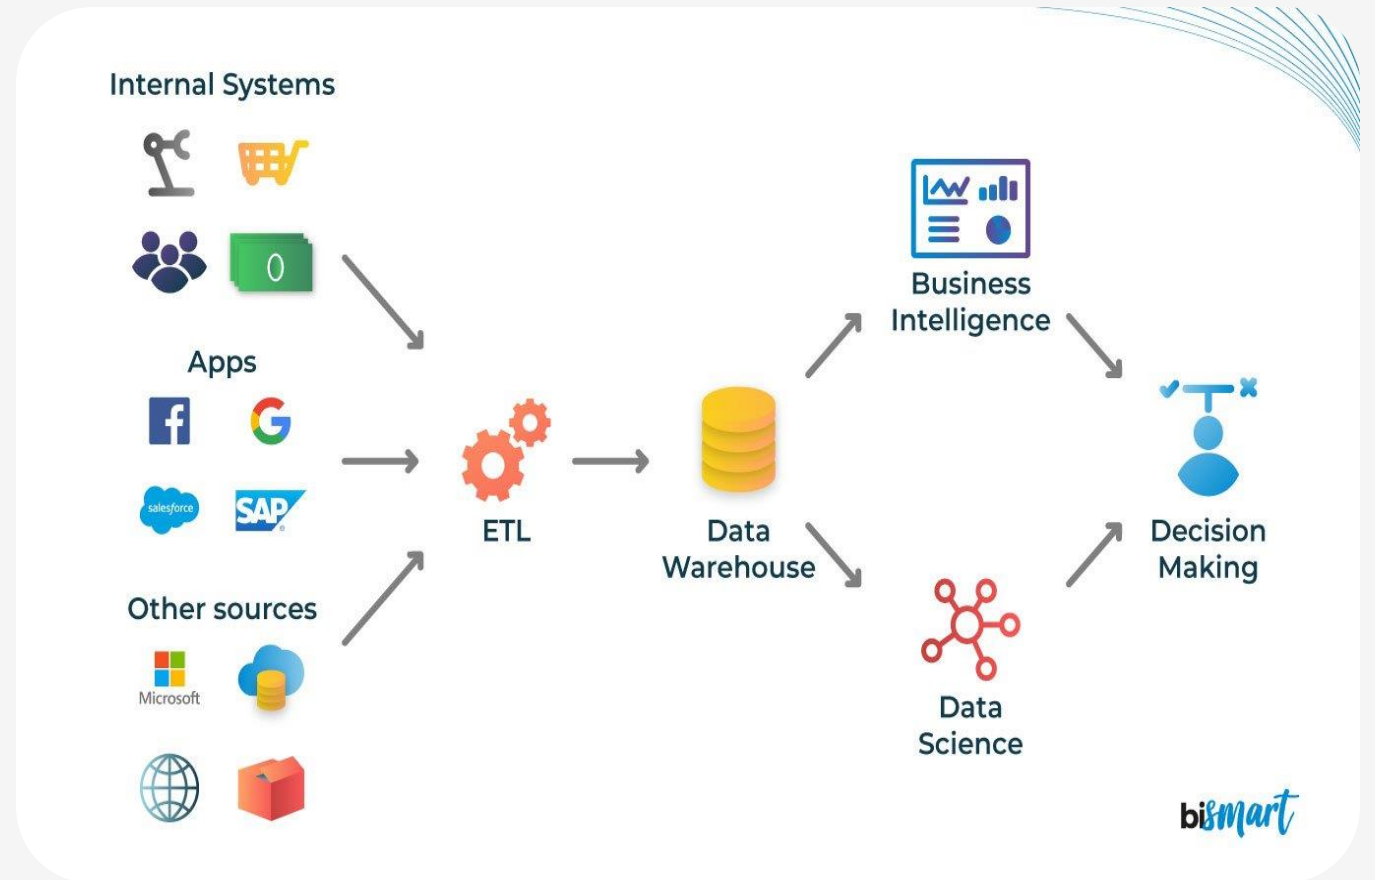 Internal Systems
0
Apps
f
G
salesforce
SAP
Other sources
Microsoft
ETL
Data
Warehouse
Business
Intelligence
Data
Science
Decision
Making
bismart